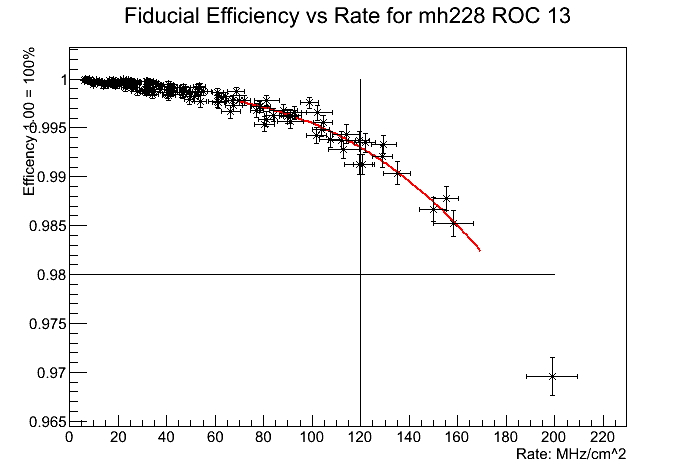 Fiducial Efficiency vs Rate for mh228 ROC 13
Efficency 1.00 = 100%
1
0.995
0.99
0.985
0.98
0.975
0.97
0.965
0 20 40 60 80 100 120 140 160 180 200 220
Rate: MHz/cm^2